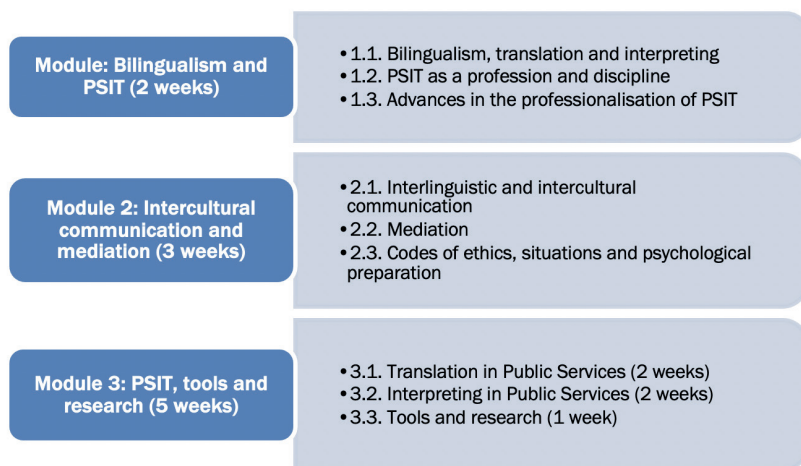 Module: Bilingualism and
PSIT (2 weeks)
•1.1. Bilingualism, translation and interpreting
•1.2. PSIT as a profession and discipline
•1.3. Advances in the professionalisation of PSIT
Module 2: Intercultural
communication and
mediation (3 weeks)
•2.1. Interlinguistic and intercultural
communication
•2.2. Mediation
•2.3. Codes of ethics, situations and psychological
preparation
Module 3: PSIT, tools and
research (5 weeks)
•3.1. Translation in Public Services (2 weeks)
•3.2. Interpreting in Public Services (2 weeks)
•3.3. Tools and research (1 week)